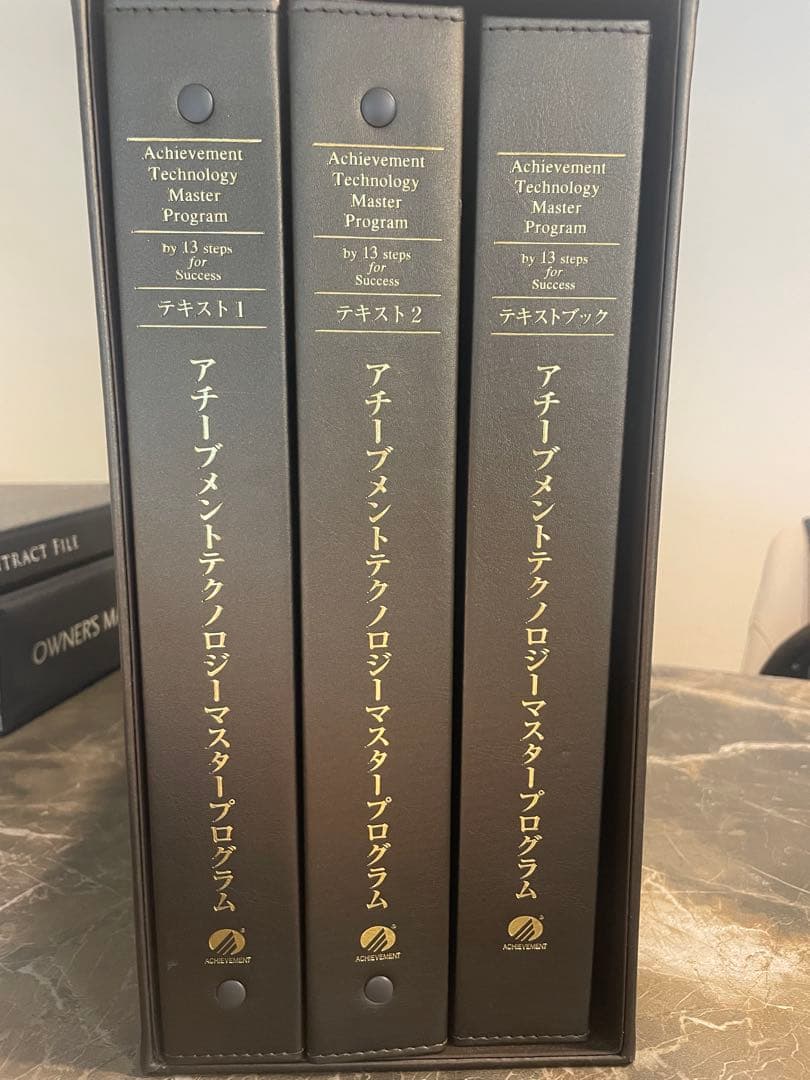 Achievement
Technology
Master
Program
by 13 steps
for
Success
テキスト1
アチーブメントテクノロジーマスタープログラム
ACHIEVEMENT
Achievement
Technology
Master
Program
by 13 steps
for
Success
テキスト2
アチーブメントテクノロジーマスタープログラム
ACHIEVEMENT
Achievement
Technology
Master
Program
by 13 steps
for
Success
テキストブック
アチーブメントテクノロジーマスタープログラム
ACHIEVEMENT
FILE
OWNER'S